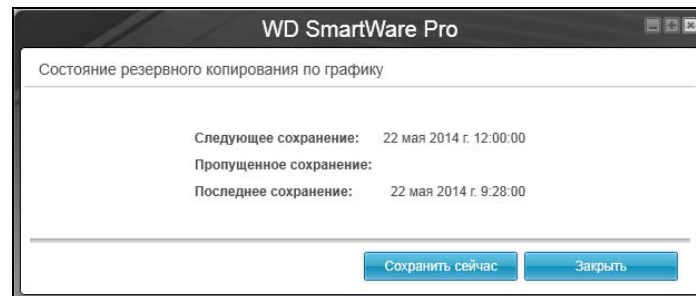 WD SmartWare Pro
Состояние резервного копирования по графику
Следующее сохранение: 22 мая 2014 г. 12:00:00
Пропущенное сохранение:
Последнее сохранение: 22 мая 2014 г. 9:28:00
Сохранить сейчас Закрыть